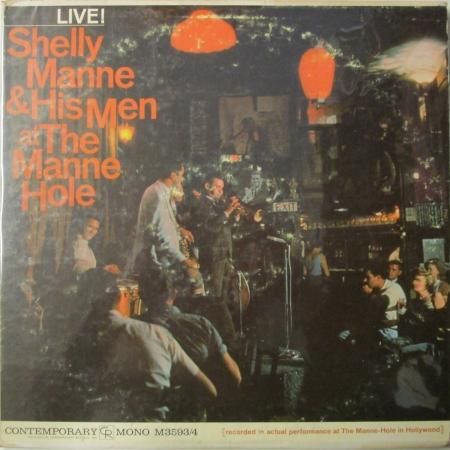 LIVE!
Shelly
Manne
& His Men
at The
Manne
Hole
EXIT
CONTEMPORARY CR MONO M3593/4
[recorded in actual performance at The Manne-Hole in Hollywood]